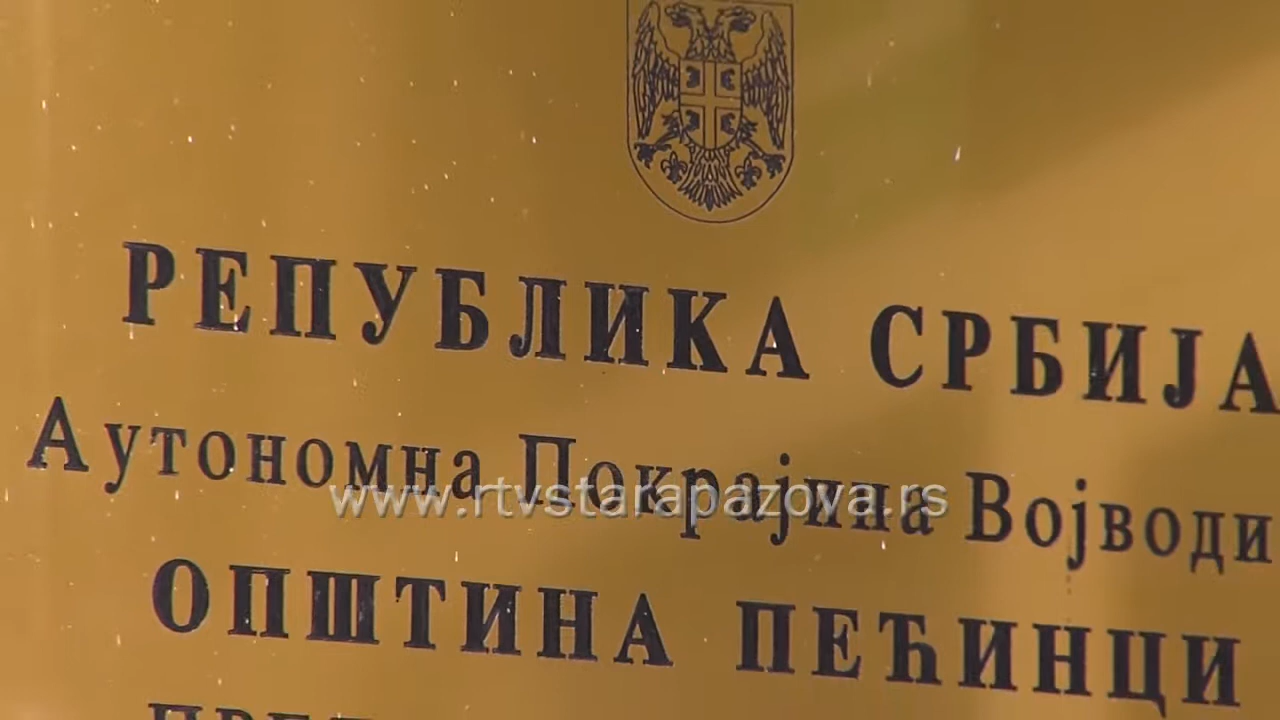 РЕПУБЛИКА СРБИЈА
Аутономна Покрајина Војводи
www.rtvstarapazova.rs
ОПШТИНА ПЕЋИНЦИ